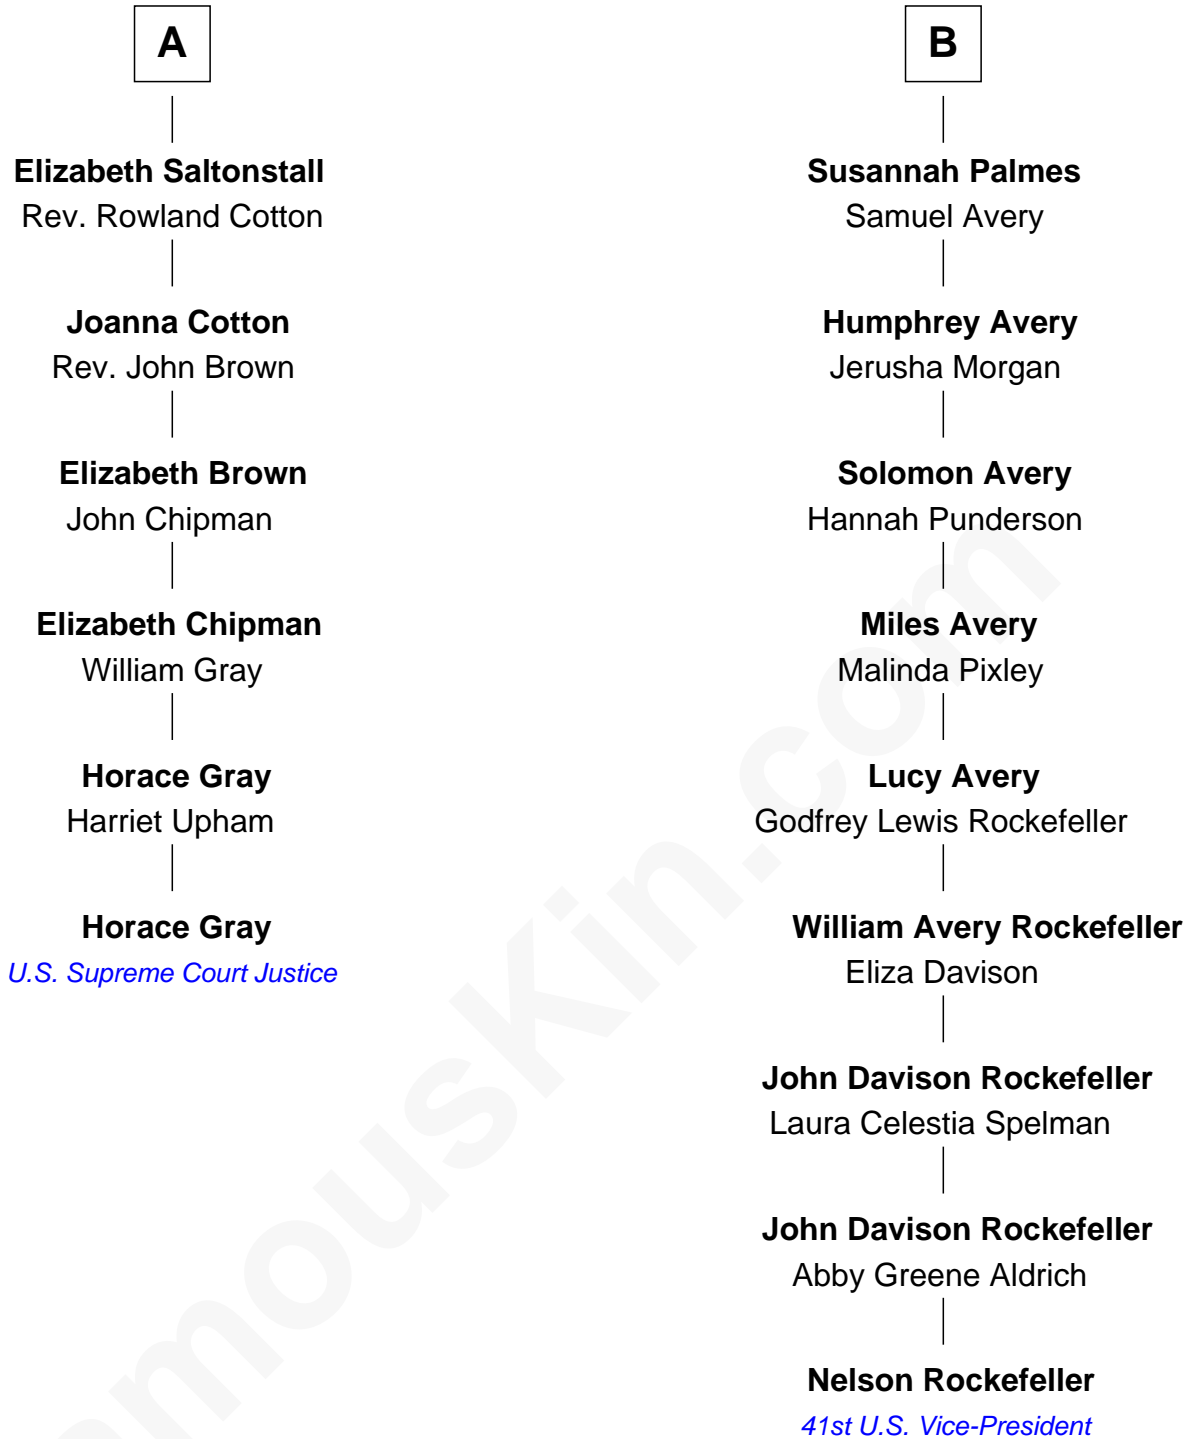 A
Elizabeth Saltonstall
Rev. Rowland Cotton
Joanna Cotton
Rev. John Brown
Elizabeth Brown
John Chipman
Elizabeth Chipman
William Gray
Horace Gray
Harriet Upham
Horace Gray
U.S. Supreme Court Justice
B
Susannah Palmes
Samuel Avery
Humphrey Avery
Jerusha Morgan
Solomon Avery
Hannah Punderson
Miles Avery
Malinda Pixley
Lucy Avery
Godfrey Lewis Rockefeller
William Avery Rockefeller
Eliza Davison
John Davison Rockefeller
Laura Celestia Spelman
John Davison Rockefeller
Abby Greene Aldrich
Nelson Rockefeller
41st U.S. Vice-President
amouskin.com